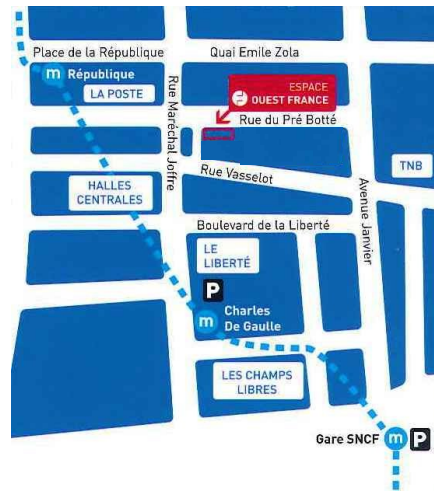 Place de la République
Quai Emile Zola
m République
LA POSTE
ESPACE
OUEST FRANCE
Rue du Pré Botté
Rue Maréchal Joffre
Rue Vasselot
TNB
HALLES
CENTRALES
Avenue Janvier
Boulevard de la Liberté
LE
LIBERTÉ
P
m Charles
De Gaulle
LES CHAMPS
LIBRES
Gare SNCF m P